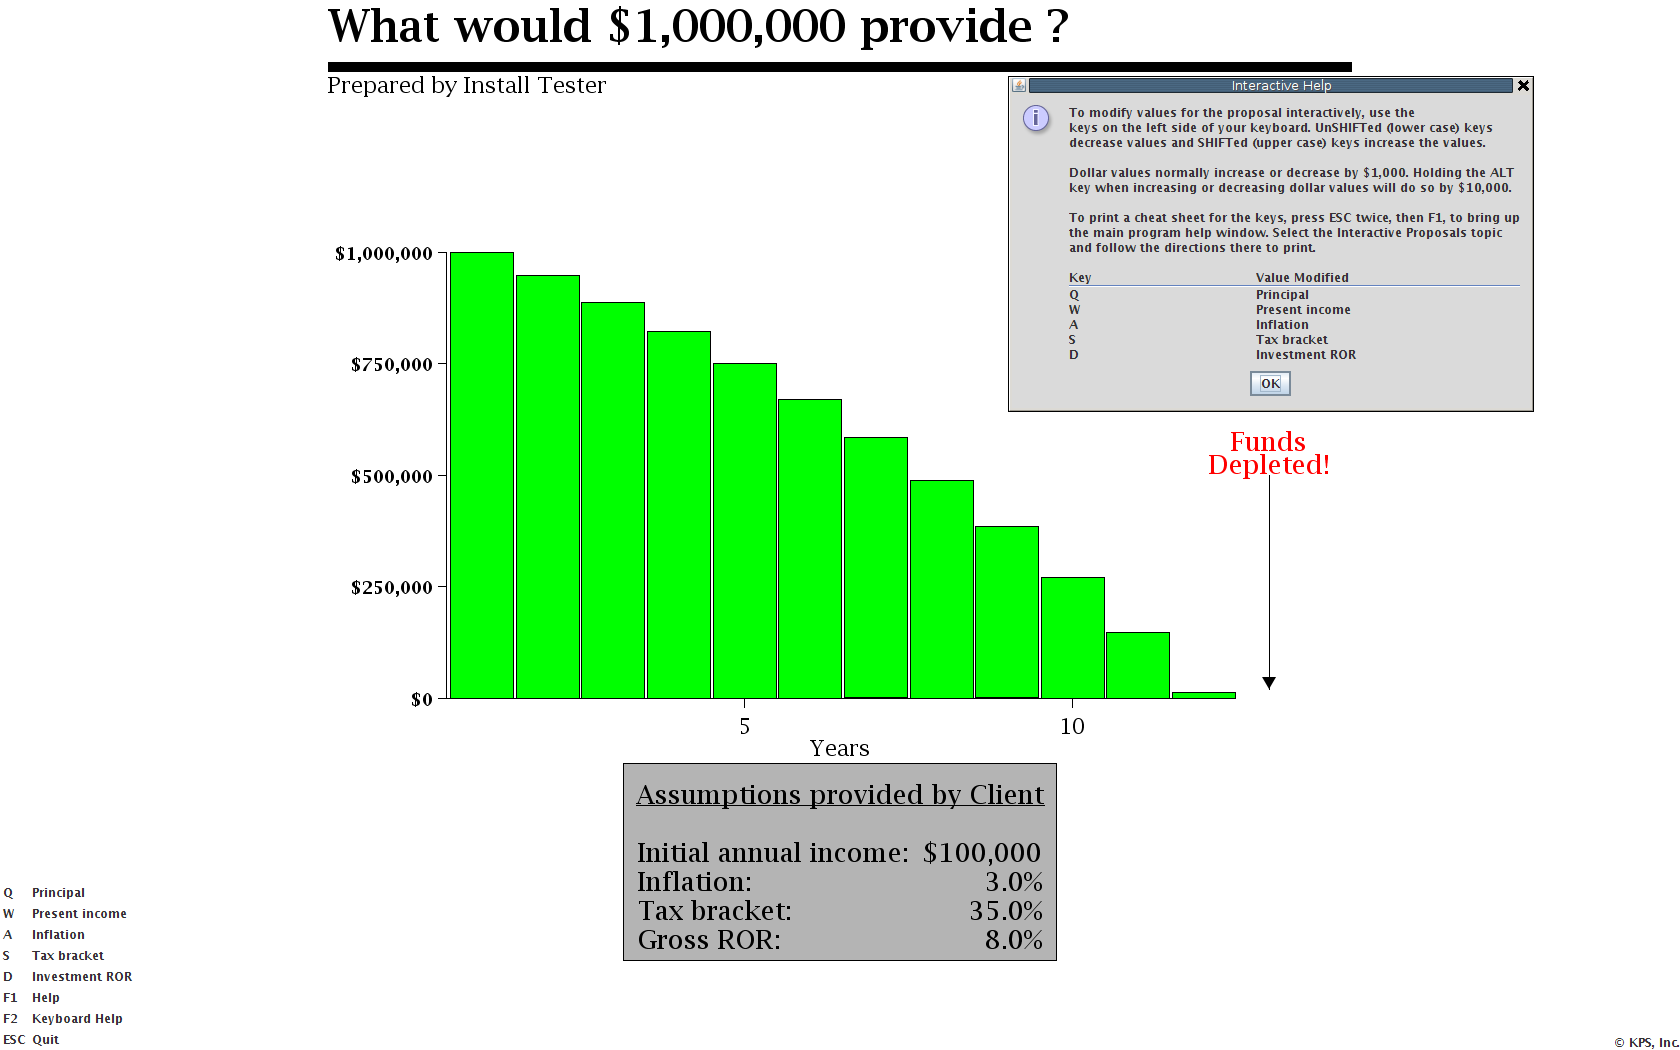 What would $1,000,000 provide ?
Prepared by Install Tester
Interactive Help
To modify values for the proposal interactively, use the
keys on the left side of your keyboard. UnSHIFTed (lower case) keys
decrease values and SHIFTed (upper case) keys increase the values.
Dollar values normally increase or decrease by $1,000. Holding the ALT
key when increasing or decreasing dollar values will do so by $10,000.
To print a cheat sheet for the keys, press ESC twice, then F1, to bring up
the main program help window. Select the Interactive Proposals topic
and follow the directions there to print.
Key Value Modified
Q Principal
W Present income
A Inflation
S Tax bracket
D Investment ROR
OK
Funds
Depleted!
$1,000,000
$750,000
$500,000
$250,000
$0
5 10
Years
Assumptions provided by Client
Initial annual income: $100,000
Inflation: 3.0%
Tax bracket: 35.0%
Gross ROR: 8.0%
Q Principal
W Present income
A Inflation
S Tax bracket
D Investment ROR
F1 Help
F2 Keyboard Help
ESC Quit
© KPS, Inc.